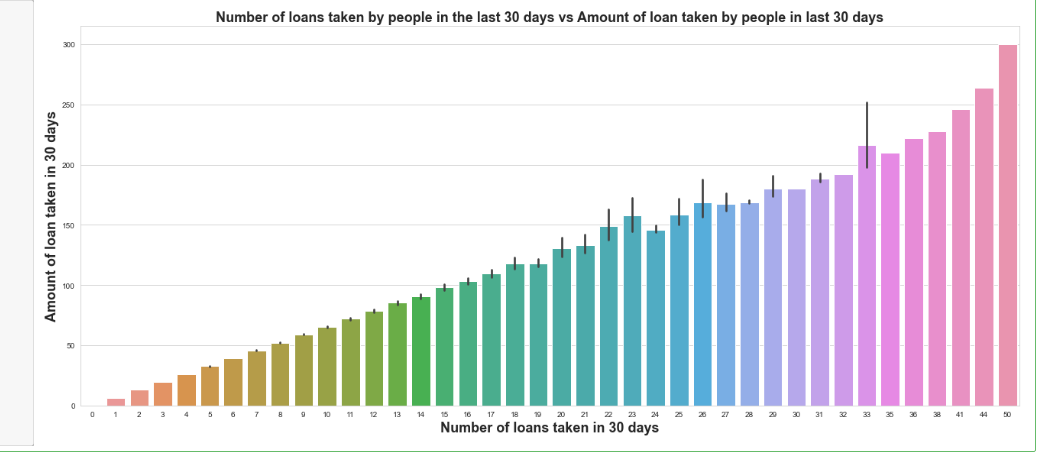 Number of loans taken by people in the last 30 days vs Amount of loan taken by people in last 30 days
Amount of loan taken in 30 days
300
250
200
150
100
50
0
0 1 2 3 4 5 6 7 8 9 10 11 12 13 14 15 16 17 18 19 20 21 22 23 24 25 26 27 28 29 30 31 32 33 35 36 38 41 44 50
Number of loans taken in 30 days